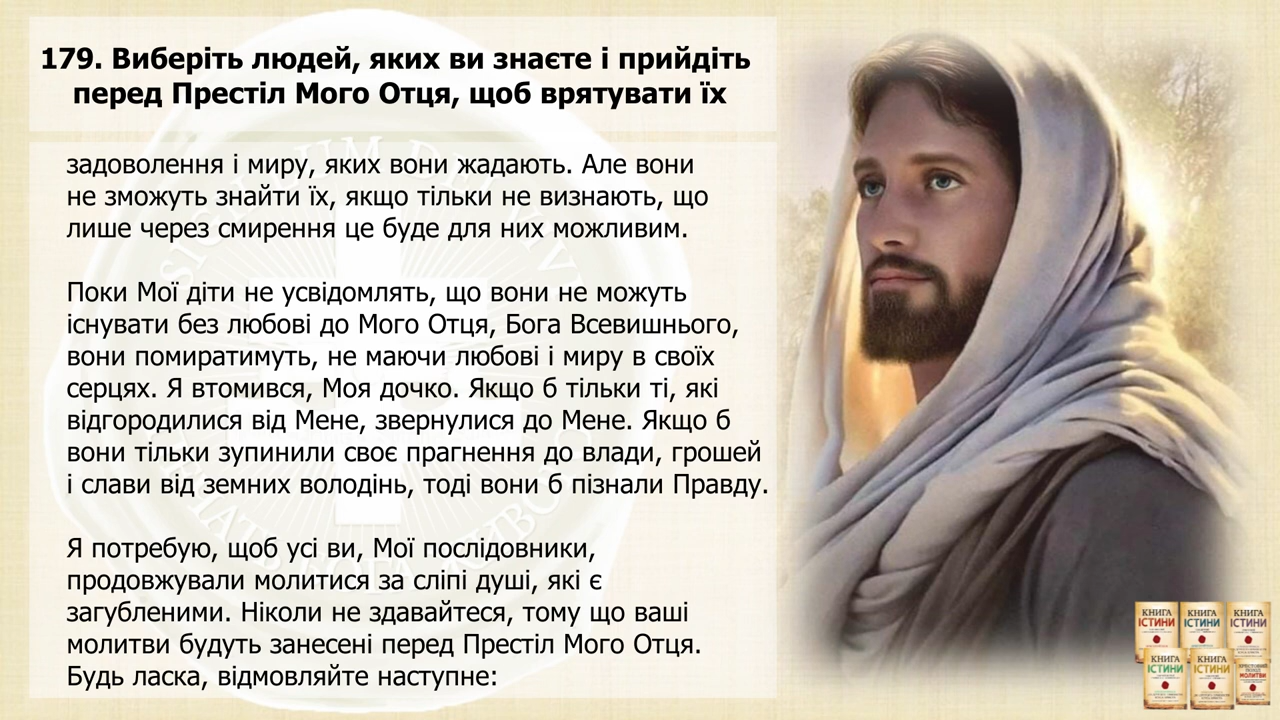 179. Виберіть людей, яких ви знаєте і прийдіть
перед Престіл Мого Отця, щоб врятувати їх
задоволення і миру, яких вони жадають. Але вони
не зможуть знайти їх, якщо тільки не визнають, що
лише через смирення це буде для них можливим.
Поки Мої діти не усвідомлять, що вони не можуть
існувати без любові до Мого Отця, Бога Всевишнього,
вони помиратимуть, не маючи любові і миру в своїх
серцях. Я втомився, Моя дочко. Якщо б тільки ті, які
відгородилися від Мене, звернулися до Мене. Якщо б
вони тільки зупинили своє прагнення до влади, грошей
і слави від земних володінь, тоді вони б пізнали Правду.
Я потребую, щоб усі ви, Мої послідовники,
продовжували молитися за сліпі душі, які є
загубленими. Ніколи не здавайтеся, тому що ваші
молитви будуть занесені перед Престіл Мого Отця.
Будь ласка, відмовляйте наступне:
КНИГА
ІСТИНИ
КНИГА
ІСТИНИ
КНИГА
ІСТИНИ
КНИГА
ІСТИНИ
КНИГА
ІСТИНИ
МОЛИТВИ